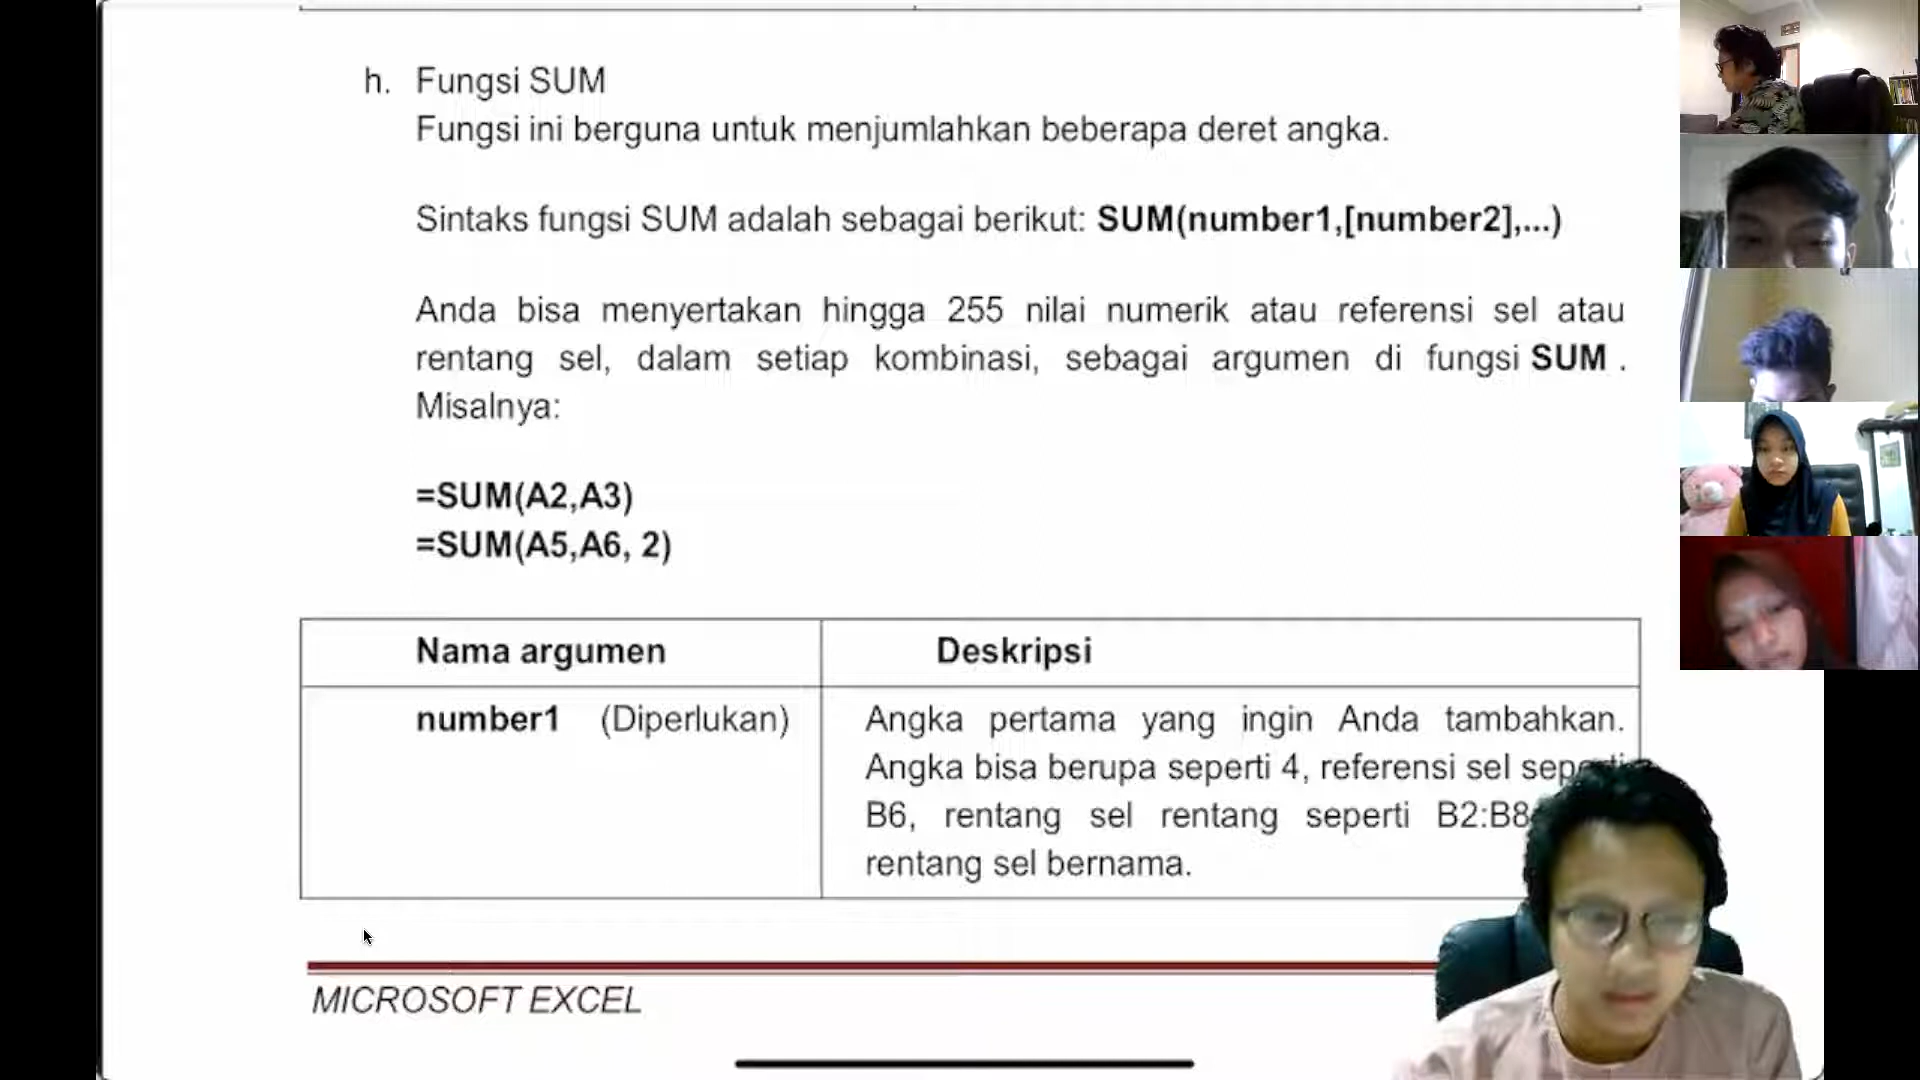 h. Fungsi SUM
Fungsi ini berguna untuk menjumlahkan beberapa deret angka.
Sintaks fungsi SUM adalah sebagai berikut: SUM(number1,[number2],...)
Anda bisa menyertakan hingga 255 nilai numerik atau referensi sel atau
rentang sel, dalam setiap kombinasi, sebagai argumen di fungsi SUM .
Misalnya:
=SUM(A2,A3)
=SUM(A5,A6, 2)
Nama argumen Deskripsi
number1 (Diperlukan) Angka pertama yang ingin Anda tambahkan.
Angka bisa berupa seperti 4, referensi sel seperti
B6, rentang sel rentang seperti B2:B8
rentang sel bernama.
MICROSOFT EXCEL